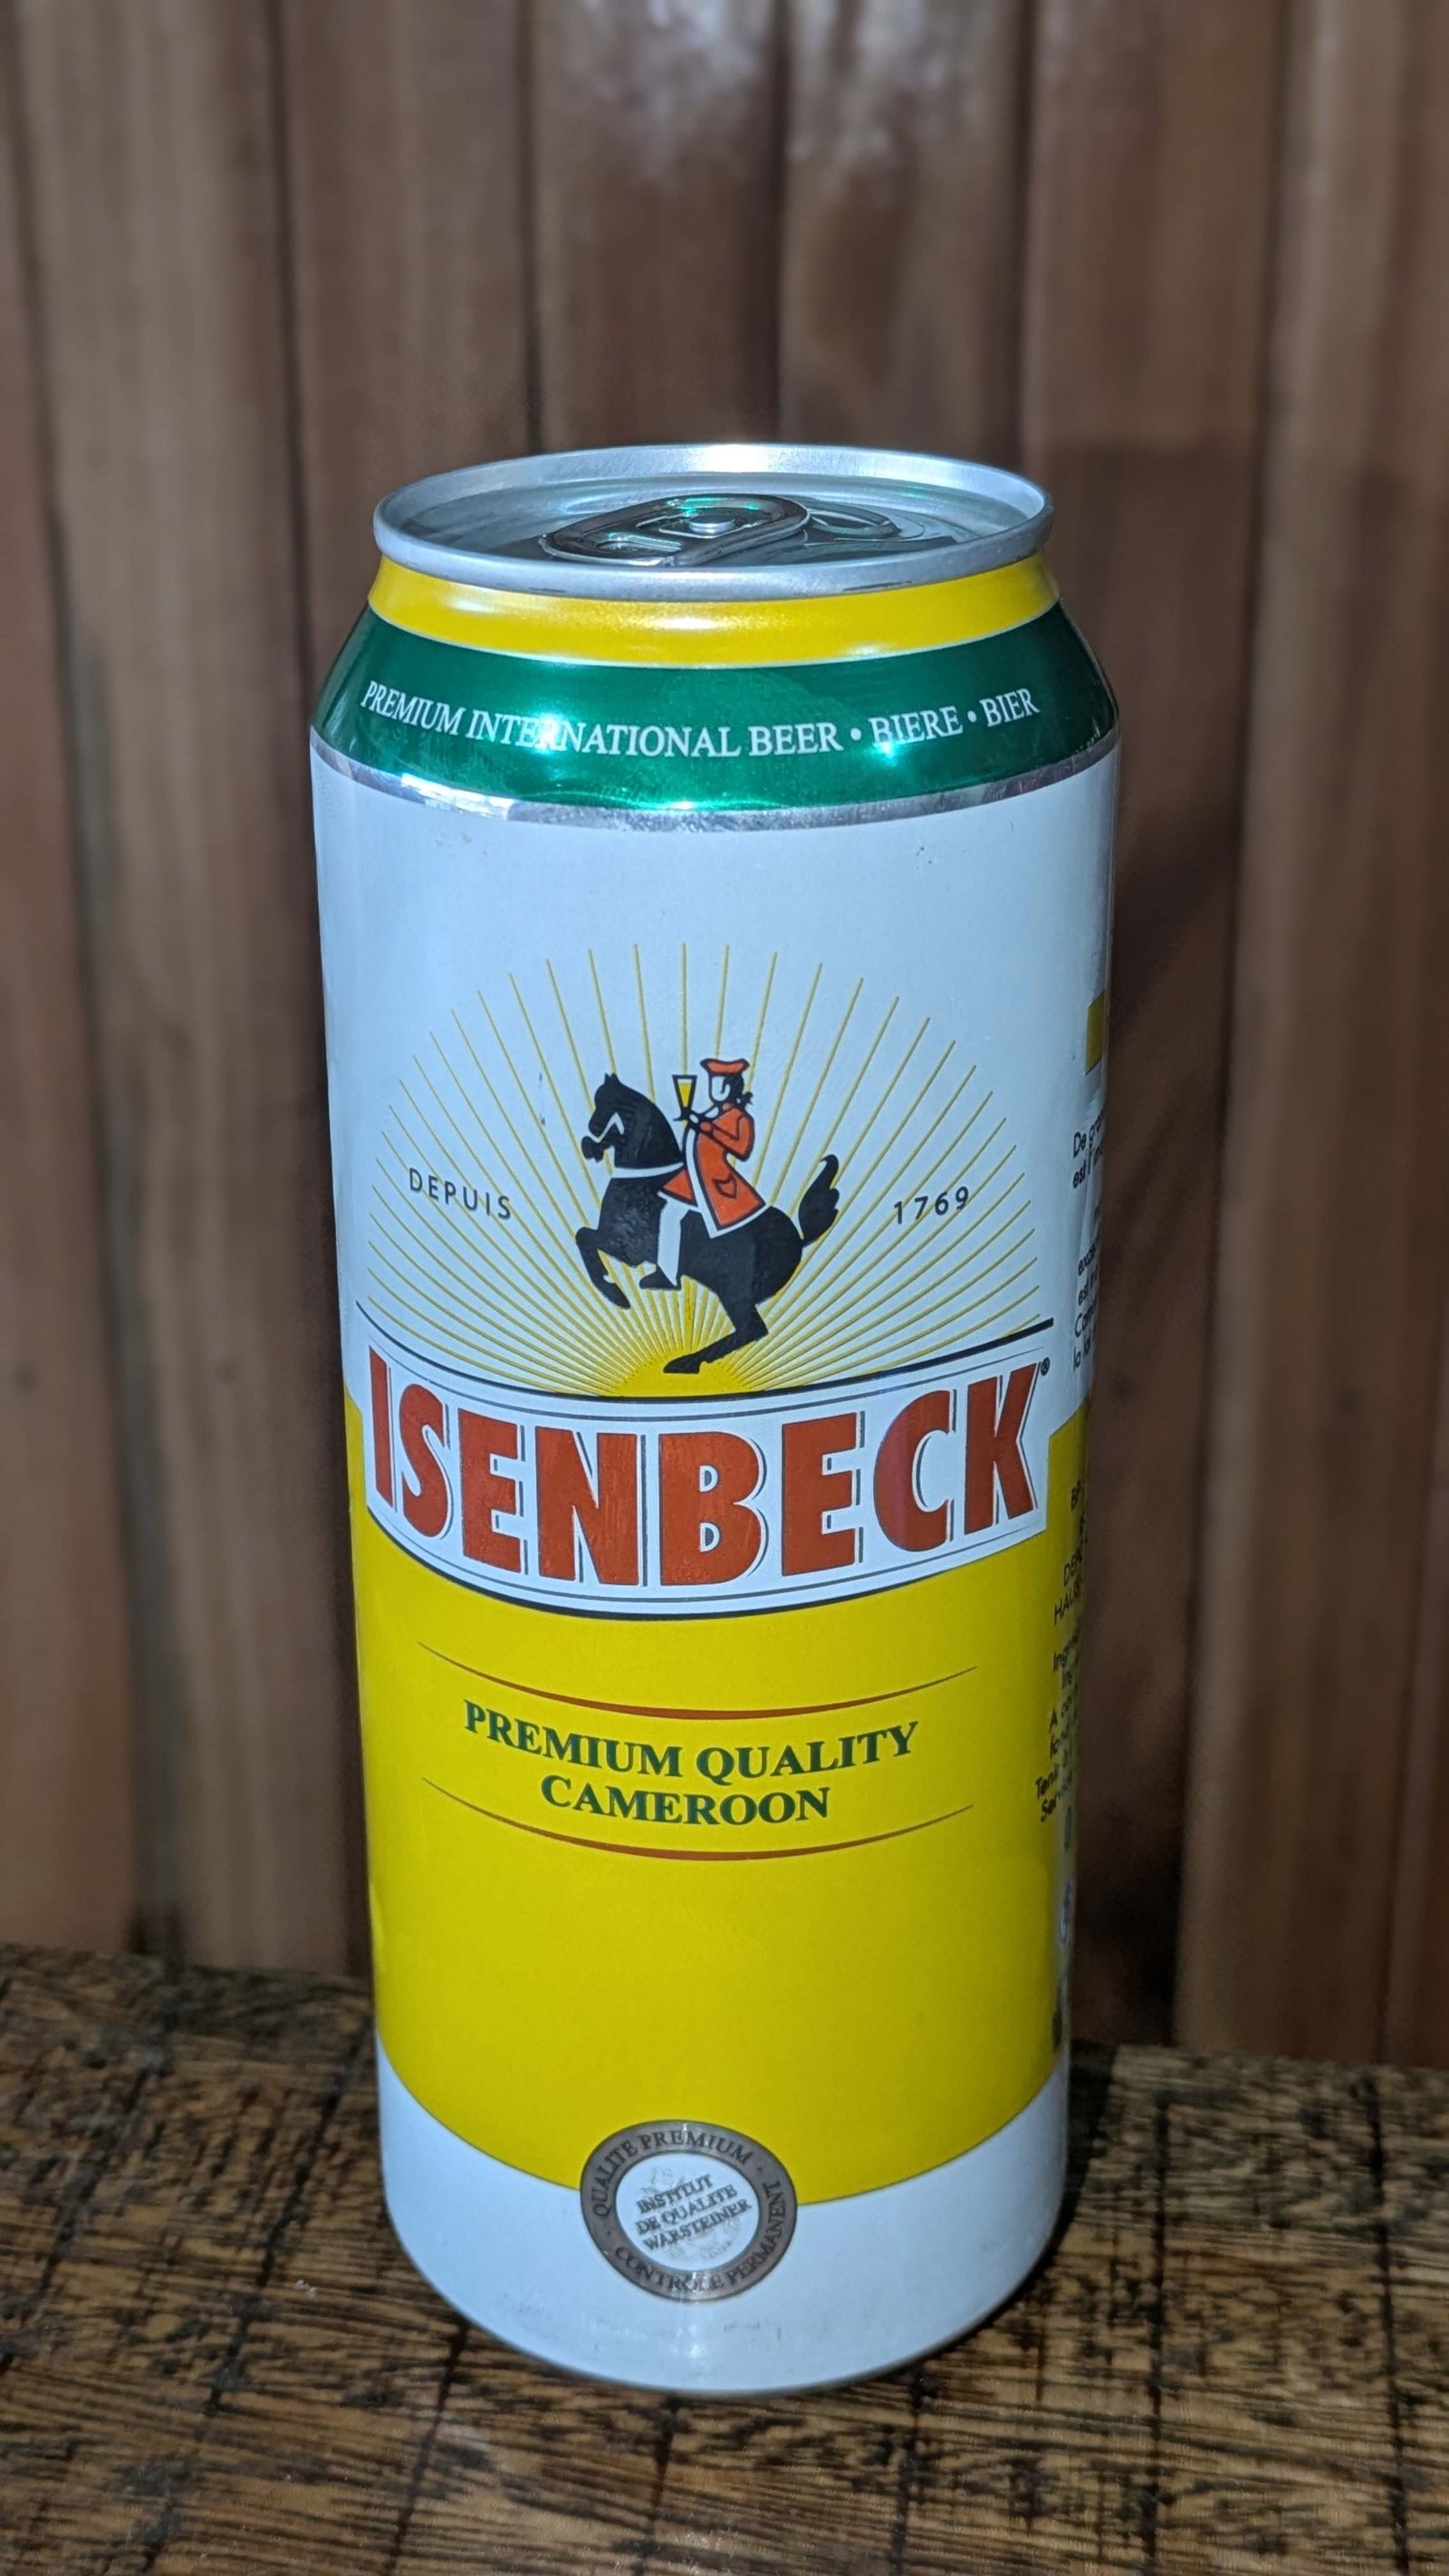 PREMIUM INTERNATIONAL BEER • BIERE • BIER
DEPUIS 1769
ISENBECK®
PREMIUM QUALITY
CAMEROON
QUALITE PREMIUM
INSTITUT
DE QUALITE
WARSTEINER
CONTROLE PERMANENT